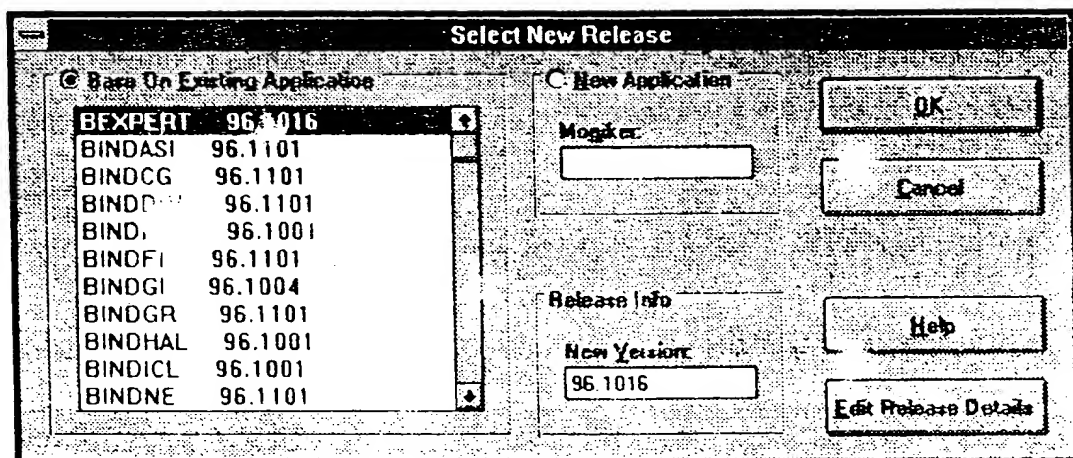 Select New Release
Base On Existing Application
BEXPERT 96.1016
BINDASI 96.1101
BINDCG 96.1101
96.1101
96.1001
BINDFI 96.1101
BINDGI 96.1004
BINDGR 96.1101
BINDHAL 96.1001
BINDICL 96.1001
BINDNE 96.1101
New Application
Moniker:
Release Info
New Version:
96.1016
OK
Cancel
Help
Edit Release Details